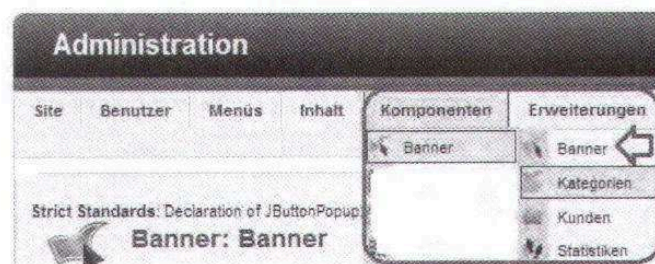 Administration
Site Benutzer Menüs Inhalt Komponenten Erweiterungen
Banner Banner
Kategorien
Strict Standards: Declaration of JButtonPopup
Kunden
Banner: Banner
Statistiken